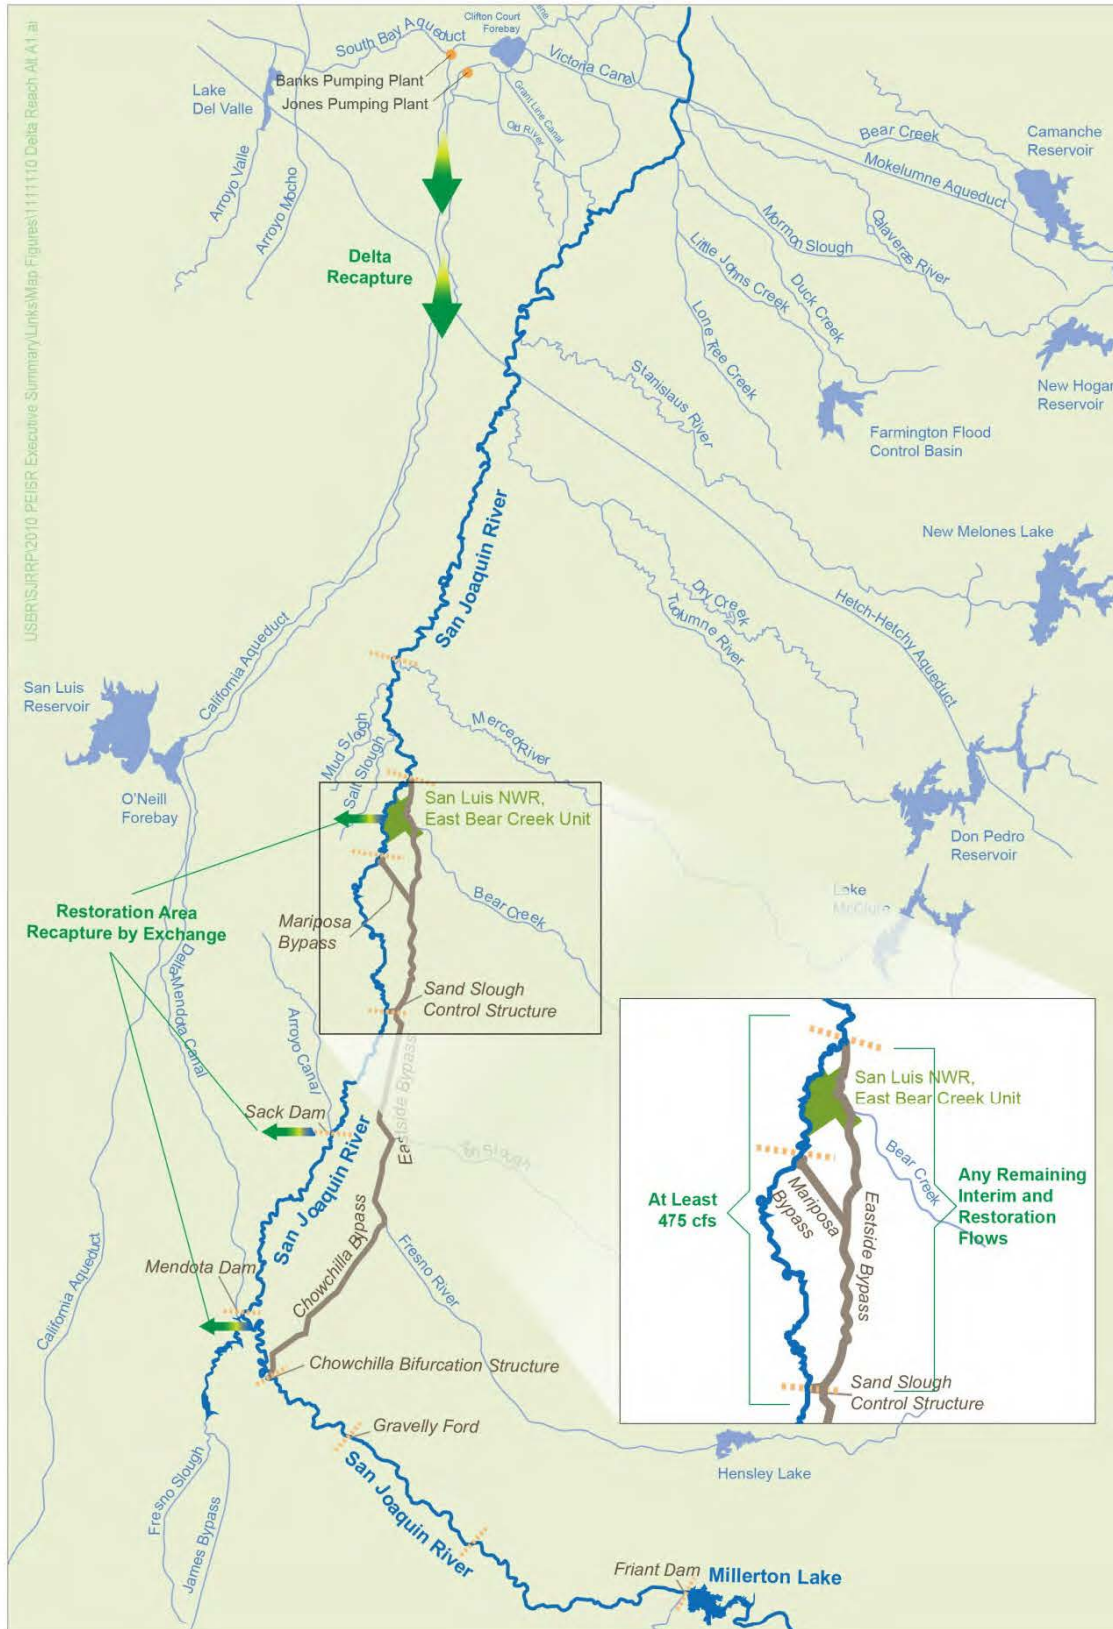 USBR\SJRRP\2010 PEISR Executive Summary\Links\Map Figures\1111110 Delta Reach Alt A1.ai
Clifton Court
Forebay
South Bay Aqueduct
Victoria Canal
Banks Pumping Plant
Jones Pumping Plant
Lake
Del Valle
Grant Line Canal
Old River
Arroyo Valle
Arroyo Mocho
Bear Creek
Camanche
Reservoir
Mokelumne Aqueduct
Mormon Slough
Calaveras River
Little Johns Creek
Duck Creek
Lone Tree Creek
Delta
Recapture
New Hogan
Reservoir
Stanislaus River
Farmington Flood
Control Basin
San Joaquin River
New Melones Lake
Dry Creek
Tuolumne River
Hetch-Hetchy Aqueduct
California Aqueduct
San Luis
Reservoir
O'Neill
Forebay
Mud Slough
Salt Slough
Merced River
San Luis NWR,
East Bear Creek Unit
Don Pedro
Reservoir
Lake
McClure
Bear Creek
Restoration Area
Recapture by Exchange
Mariposa
Bypass
Sand Slough
Control Structure
Delta Mendota Canal
Arroyo Canal
Eastside Bypass
Sack Dam
San Joaquin River
Chowchilla Bypass
Fresno River
Mendota Dam
California Aqueduct
Chowchilla Bifurcation Structure
Gravelly Ford
San Joaquin River
Fresno Slough
James Bypass
Friant Dam
Millerton Lake
Hensley Lake
San Luis NWR,
East Bear Creek Unit
Bear Creek
At Least
475 cfs
Mariposa
Bypass
Eastside Bypass
Any Remaining
Interim and
Restoration
Flows
Sand Slough
Control Structure